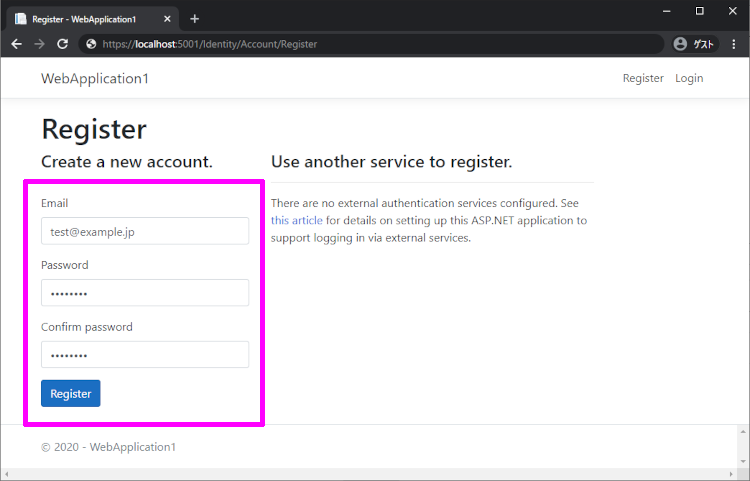 Register - WebApplication1
https://localhost:5001/Identity/Account/Register
ゲスト
WebApplication1
Register
Login
Register
Create a new account.
Email
test@example.jp
Password
••••••••
Confirm password
••••••••
Register
Use another service to register.
There are no external authentication services configured. See
this article for details on setting up this ASP.NET application to
support logging in via external services.
© 2020 - WebApplication1